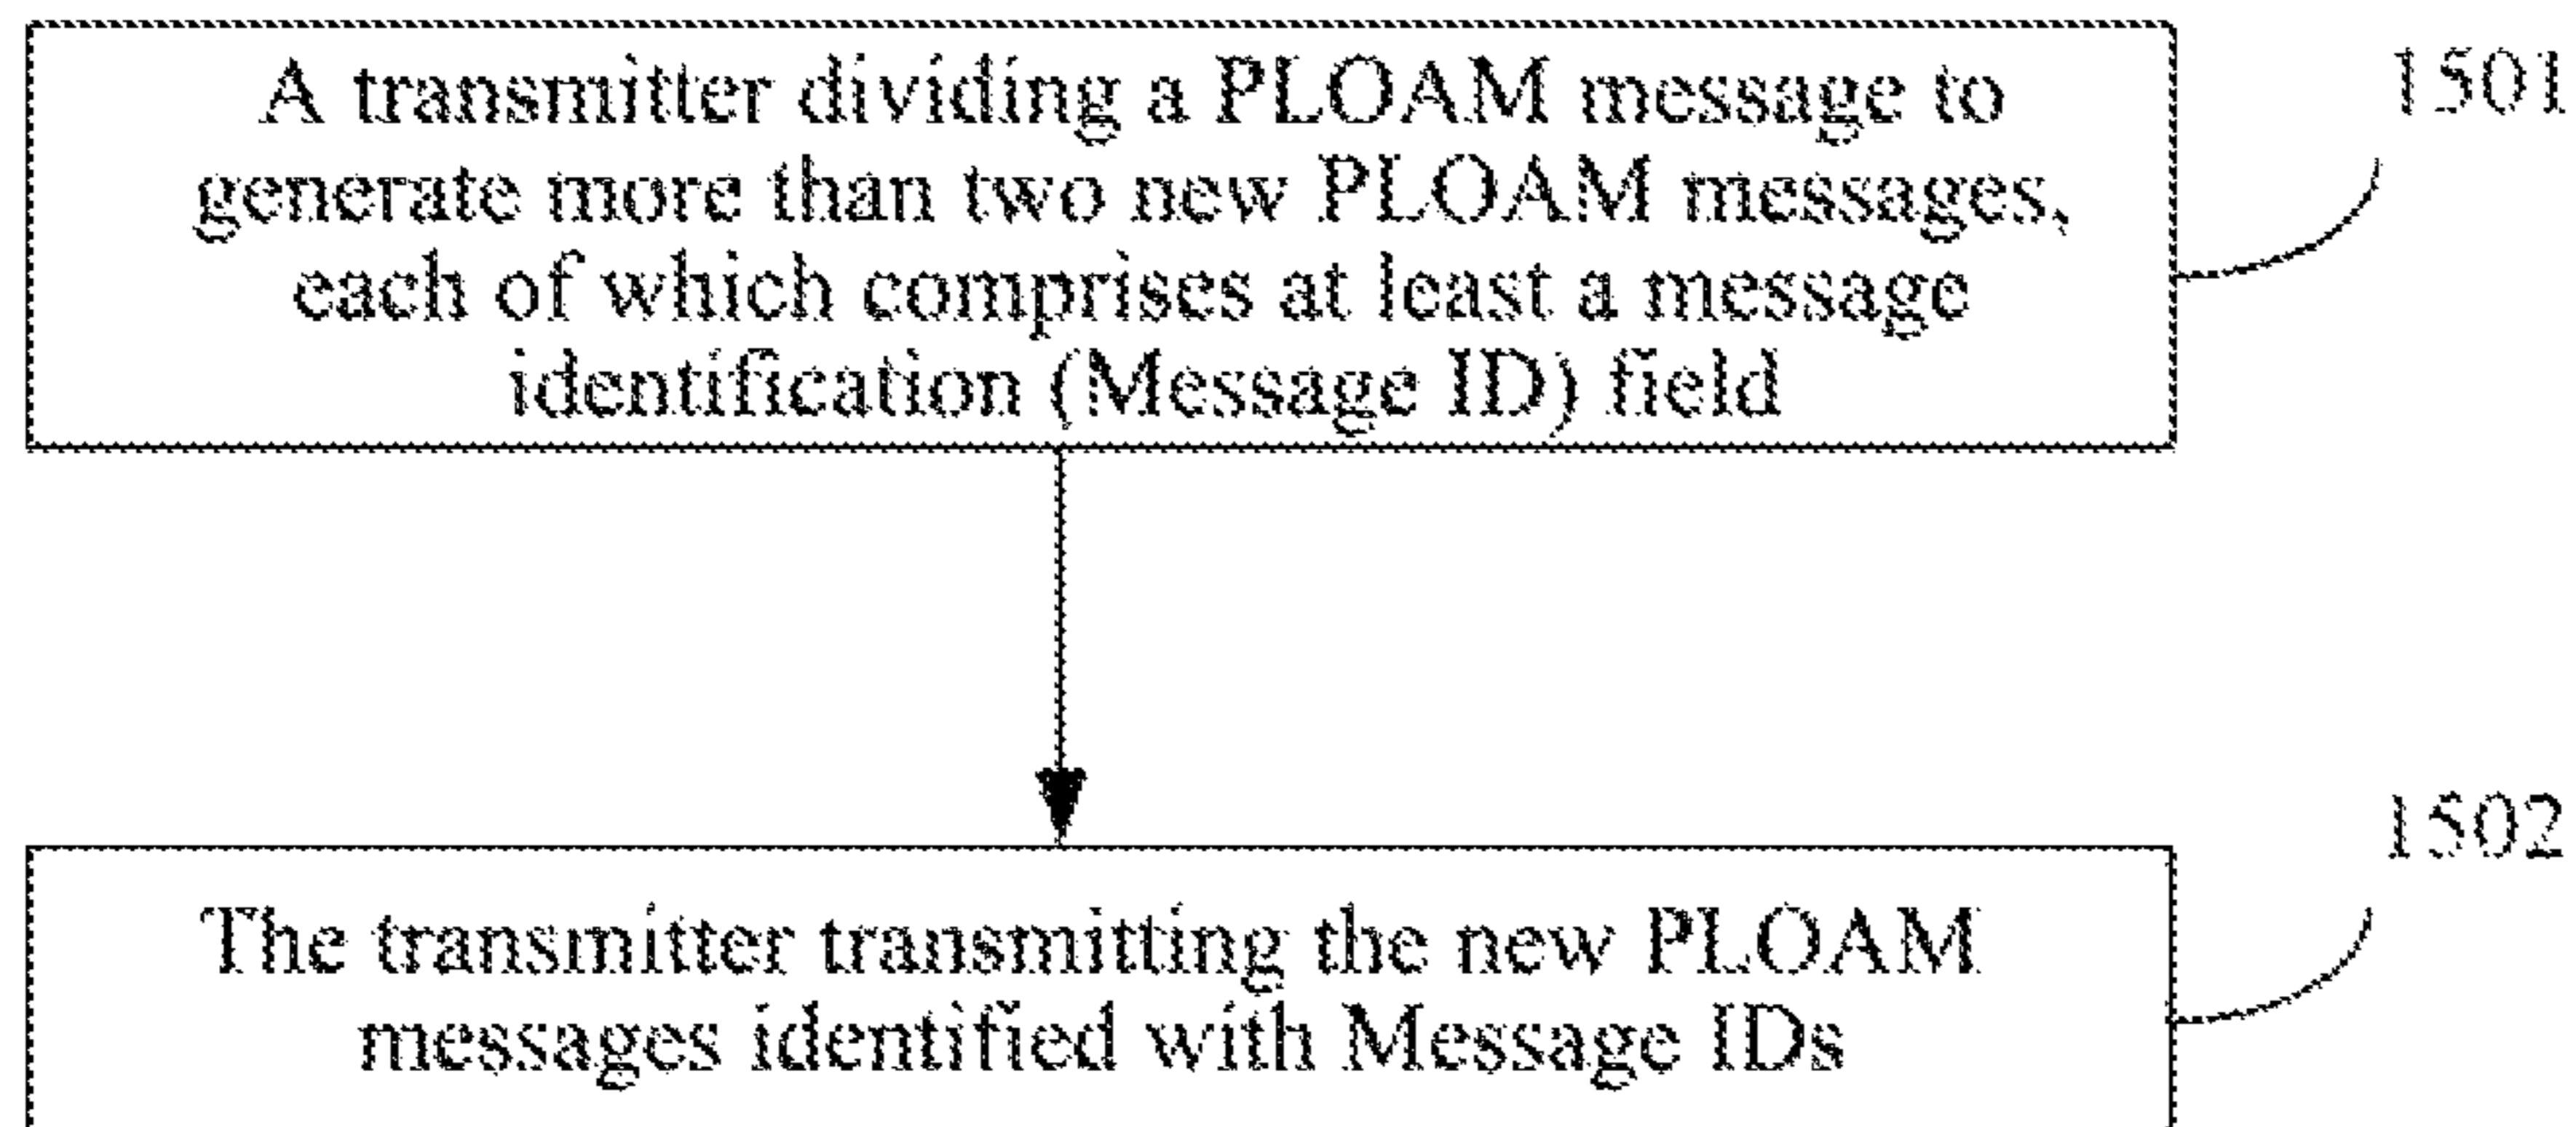 A transmitter dividing a PLOAM message to
generate more than two new PLOAM messages,
each of which comprises at least a message
identification (Message ID) field
1501
The transmitter transmitting the new PLOAM
messages identified with Message IDs
1502